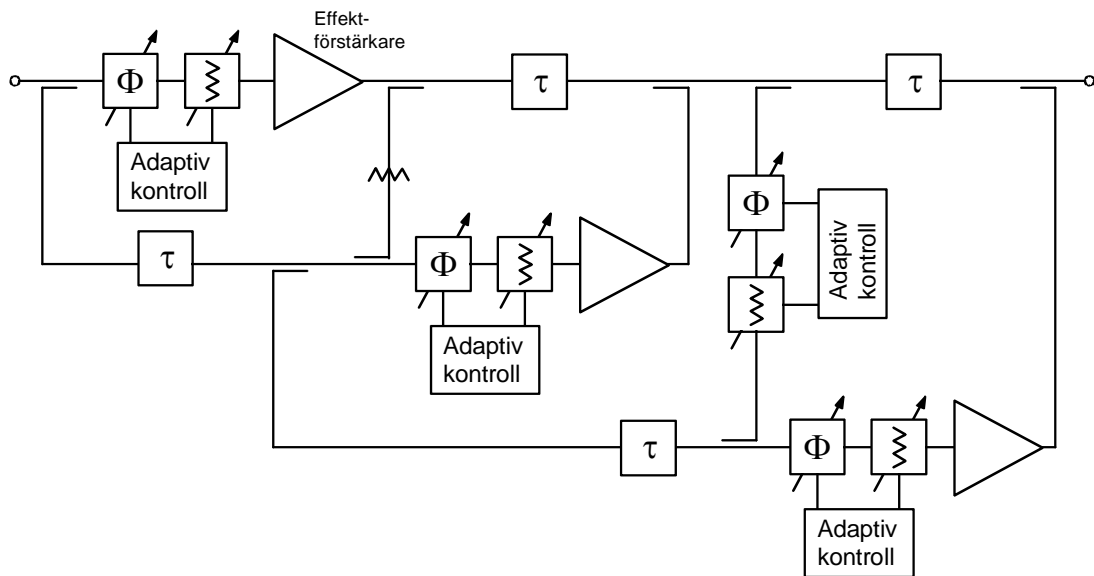 Effekt-
förstärkare
Φ
τ
τ
Adaptiv
kontroll
Φ
Adaptiv
kontroll
τ
Φ
Adaptiv
kontroll
τ
Φ
Adaptiv
kontroll